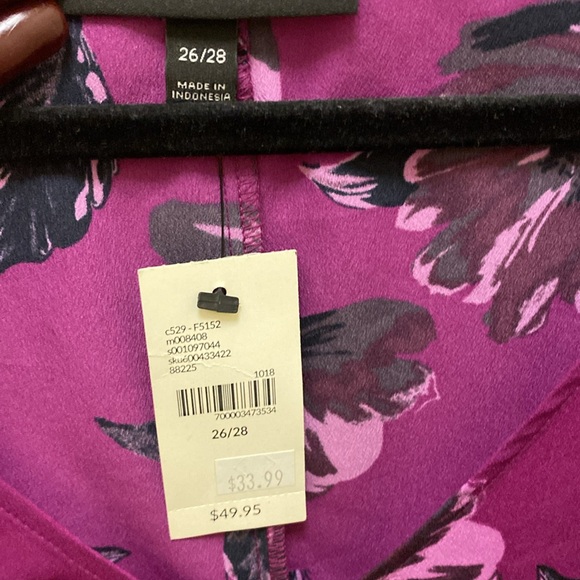 26/28
MADE IN
INDONESIA
c529 - F5152
m008408
s001097044
sku600433422
88225
1018
700003473534
26/28
$33.99
$49.95